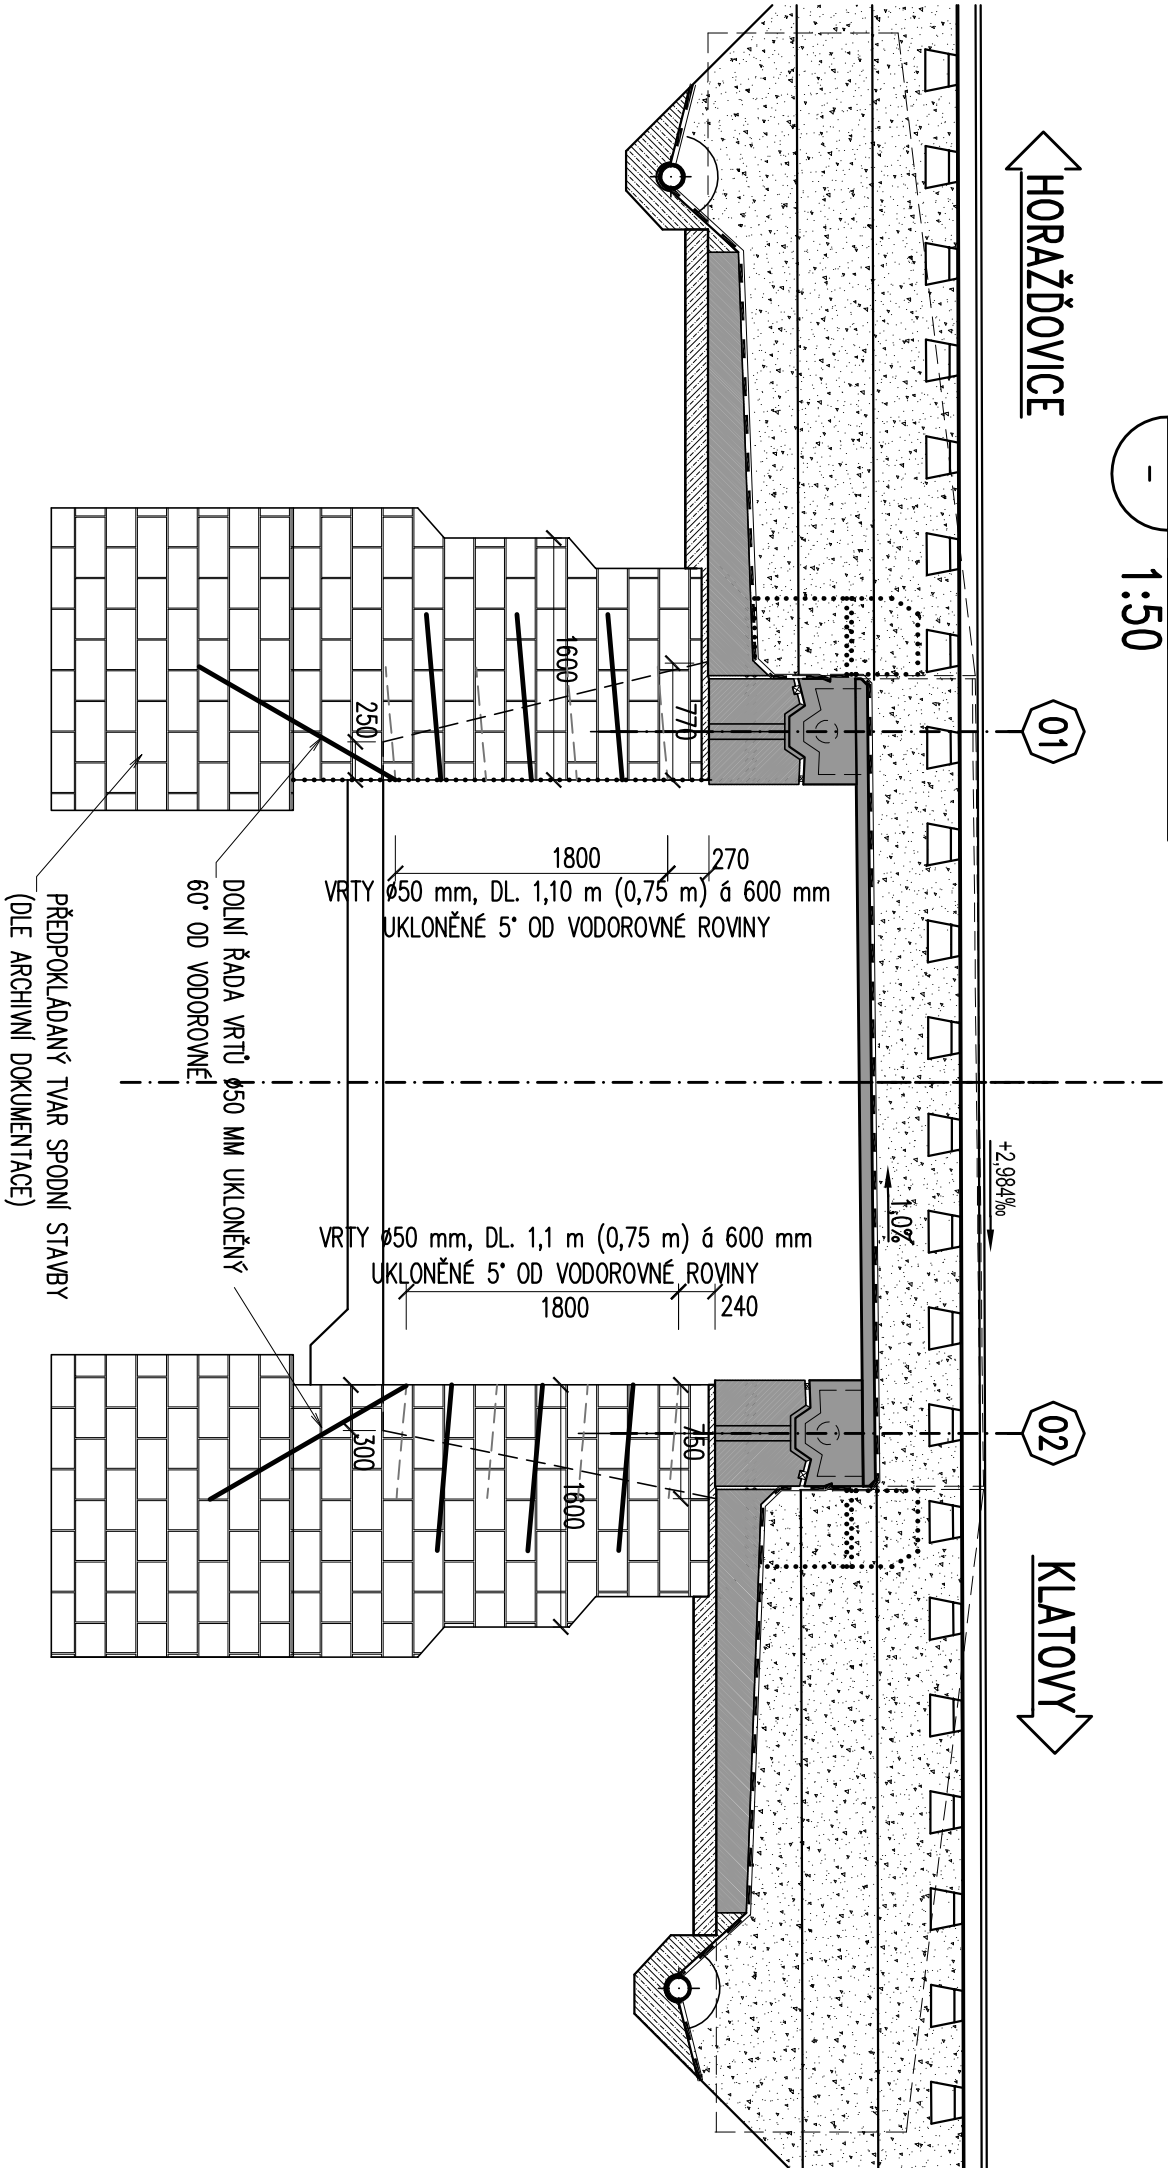 -
1:50
HORAŽĎOVICE
KLATOVY
01
02
+2,984‰
1,0%
1600
770
250
1800
270
VRTY ø50 mm, DL. 1,10 m (0,75 m) á 600 mm
UKLONĚNÉ 5° OD VODOROVNÉ ROVINY
VRTY ø50 mm, DL. 1,1 m (0,75 m) á 600 mm
UKLONĚNÉ 5° OD VODOROVNÉ ROVINY
1800
240
750
300
1600
DOLNÍ ŘADA VRTŮ ø50 MM UKLONĚNÝ
60° OD VODOROVNÉ
PŘEDPOKLÁDANÝ TVAR SPODNÍ STAVBY
(DLE ARCHIVNÍ DOKUMENTACE)